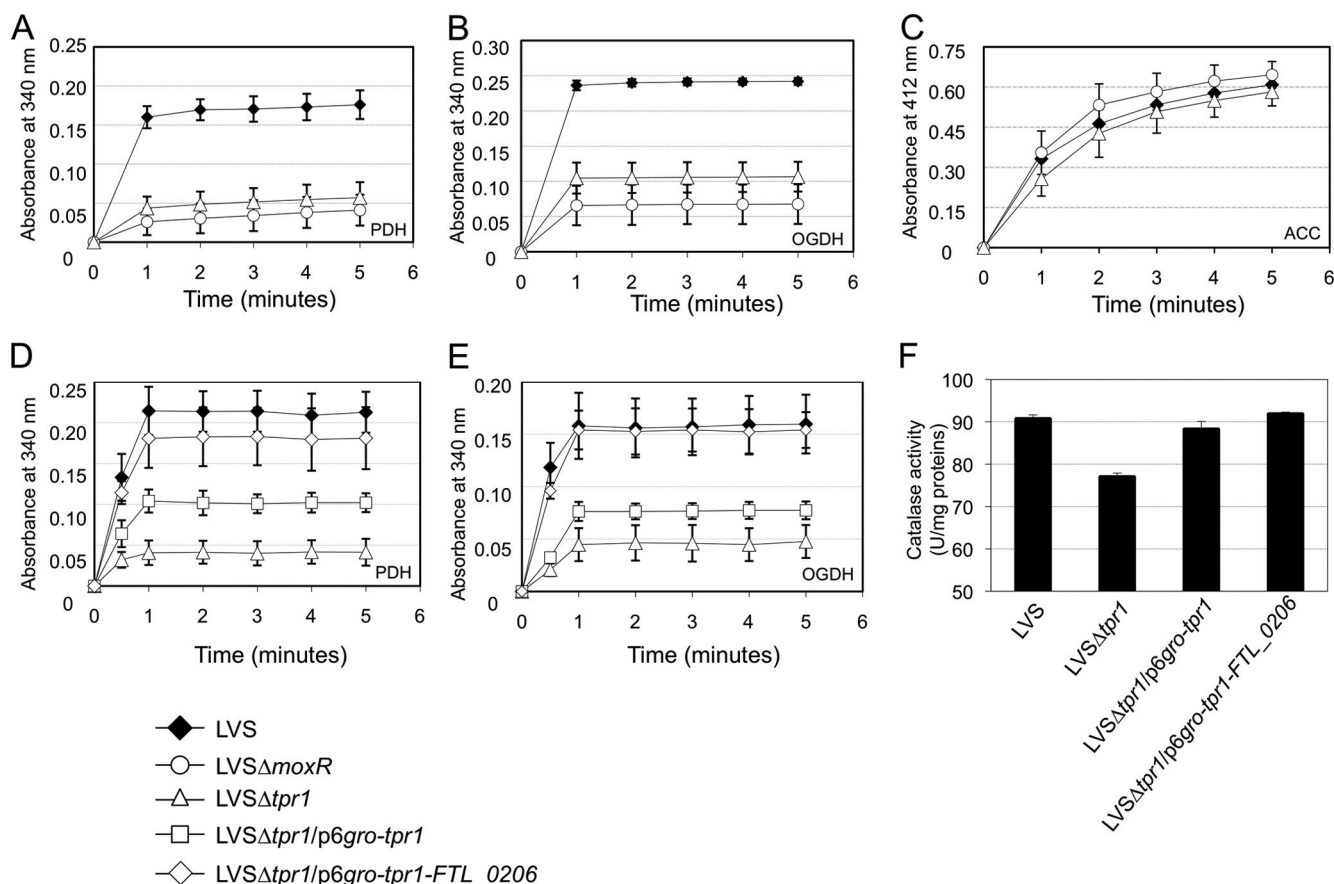 A
Absorbance at 340 nm
0.25
0.20
0.15
0.10
0.05
0
PDH
0 1 2 3 4 5 6
Time (minutes)
B
Absorbance at 340 nm
0.30
0.25
0.20
0.15
0.10
0.05
0
OGDH
0 1 2 3 4 5 6
Time (minutes)
C
Absorbance at 412 nm
0.75
0.60
0.45
0.30
0.15
ACC
0 1 2 3 4 5 6
Time (minutes)
D
Absorbance at 340 nm
0.25
0.20
0.15
0.10
0.05
0
PDH
0 1 2 3 4 5 6
Time (minutes)
E
Absorbance at 340 nm
0.20
0.15
0.10
0.05
0
OGDH
0 1 2 3 4 5 6
Time (minutes)
F
Catalase activity
(U/mg proteins)
100
90
80
70
60
50
LVS
LVSΔtpr1
LVSΔtpr1/p6gro-tpr1
LVSΔtpr1/p6gro-tpr1-FTL_0206
LVS
LVSΔmoxR
LVSΔtpr1
LVSΔtpr1/p6gro-tpr1
LVSΔtpr1/p6gro-tpr1-FTL_0206